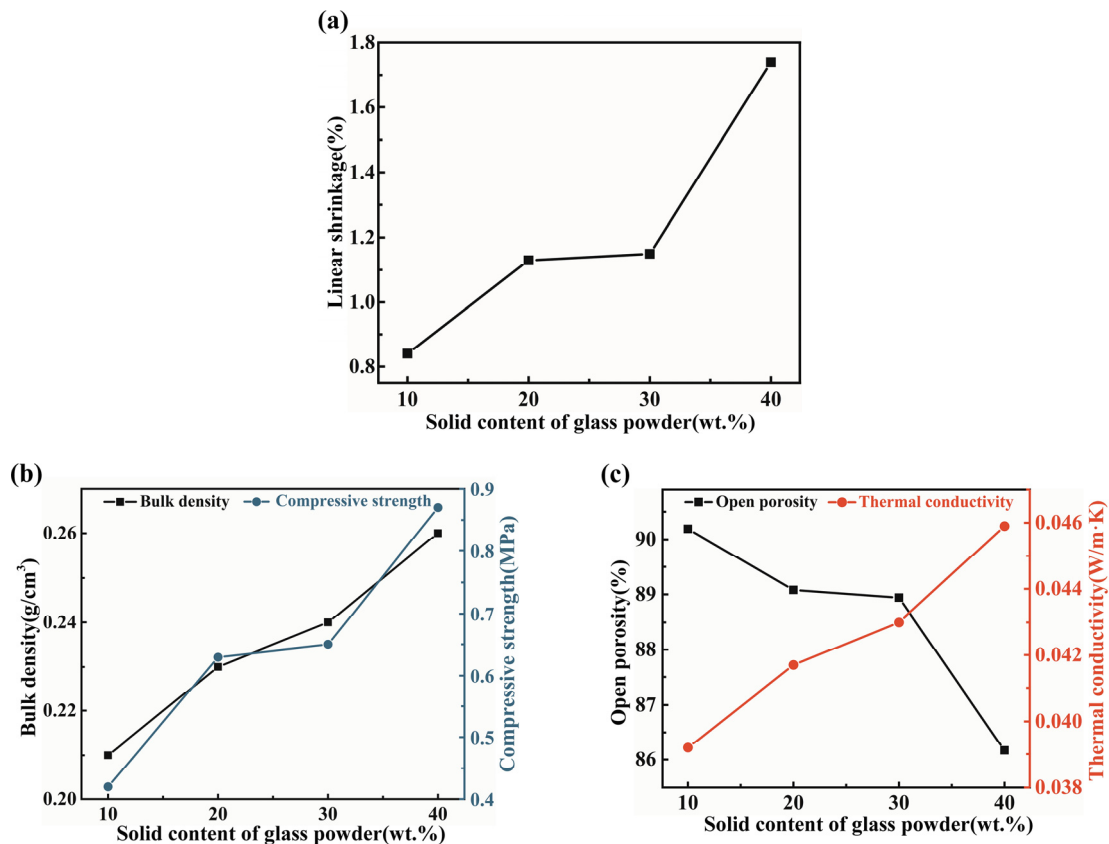 (a)
1.8
1.6
1.4
1.2
1.0
0.8
Linear shrinkage(%)
10 20 30 40
Solid content of glass powder(wt.%)
(b)
Bulk density Compressive strength
0.26
0.24
0.22
0.20
Bulk density(g/cm³)
0.9
0.8
0.7
0.6
0.5
0.4
Compressive strength(MPa)
10 20 30 40
Solid content of glass powder(wt.%)
(c)
Open porosity Thermal conductivity
90
89
88
87
86
Open porosity(%)
0.046
0.044
0.042
0.040
0.038
Thermal conductivity(W/m·K)
10 20 30 40
Solid content of glass powder(wt.%)